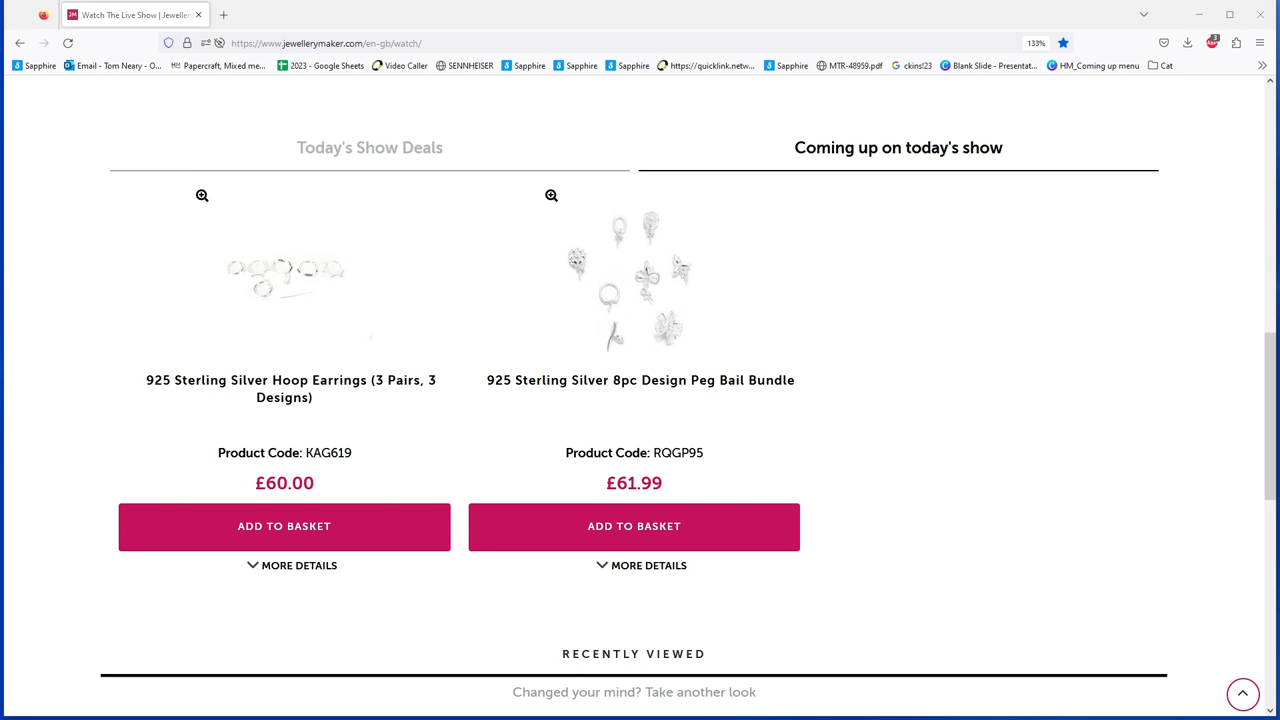 JM Watch The Live Show | Jewellery
https://www.jewellerymaker.com/en-gb/watch/
133%
3
Sapphire
Email - Tom Neary - O...
Papercraft, Mixed me...
2023 - Google Sheets
Video Caller
SENNHEISER
Sapphire
Sapphire
Sapphire
https://quicklink.netw...
Sapphire
MTR-48959.pdf
ckins!23
Blank Slide - Presentat...
HM_Coming up menu
Cat
Today's Show Deals
Coming up on today's show
925 Sterling Silver Hoop Earrings (3 Pairs, 3
Designs)
Product Code: KAG619
£60.00
ADD TO BASKET
MORE DETAILS
925 Sterling Silver 8pc Design Peg Bail Bundle
Product Code: RQGP95
£61.99
ADD TO BASKET
MORE DETAILS
RECENTLY VIEWED
Changed your mind? Take another look